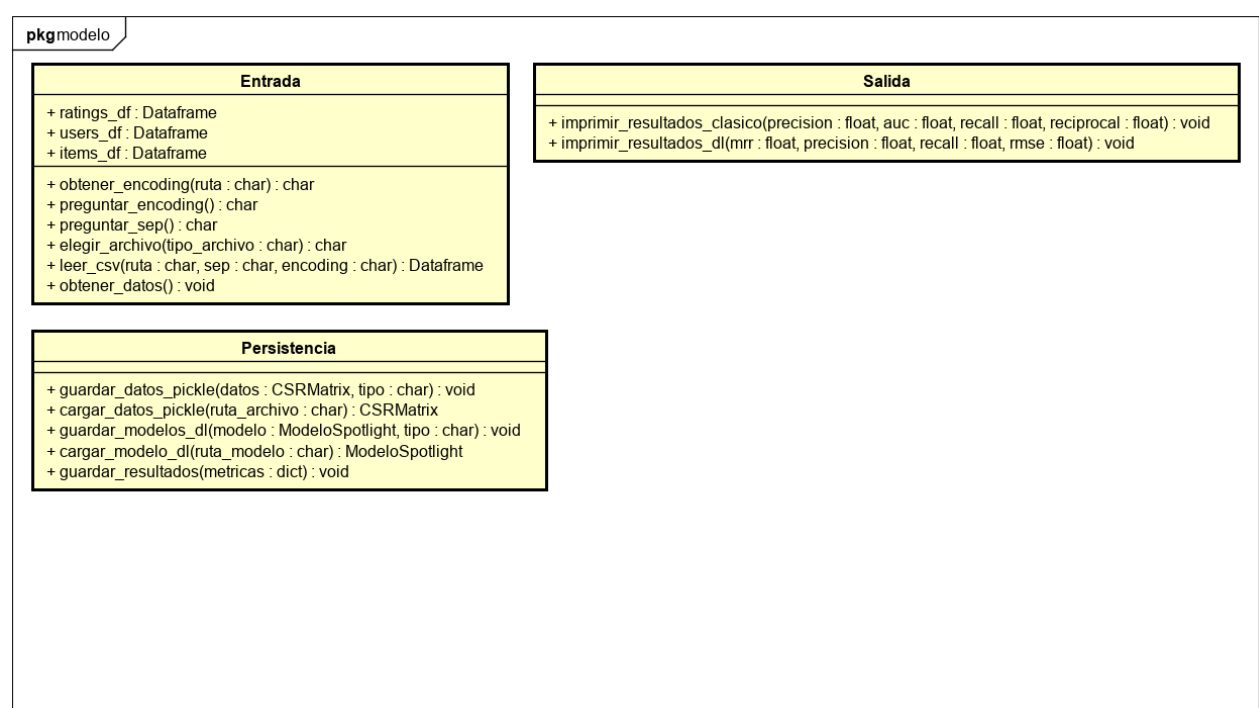 pkg modelo
Entrada
+ ratings_df : Dataframe
+ users_df : Dataframe
+ items_df : Dataframe
+ obtener_encoding(ruta : char) : char
+ preguntar_encoding() : char
+ preguntar_sep() : char
+ elegir_archivo(tipo_archivo : char) : char
+ leer_csv(ruta : char, sep : char, encoding : char) : Dataframe
+ obtener_datos() : void
Salida
+ imprimir_resultados_clasico(precision : float, auc : float, recall : float, reciprocal : float) : void
+ imprimir_resultados_dl(mrr : float, precision : float, recall : float, rmse : float) : void
Persistencia
+ guardar_datos_pickle(datos : CSRMatrix, tipo : char) : void
+ cargar_datos_pickle(ruta_archivo : char) : CSRMatrix
+ guardar_modelos_dl(modelo : ModeloSpotlight, tipo : char) : void
+ cargar_modelo_dl(ruta_modelo : char) : ModeloSpotlight
+ guardar_resultados(metricas : dict) : void